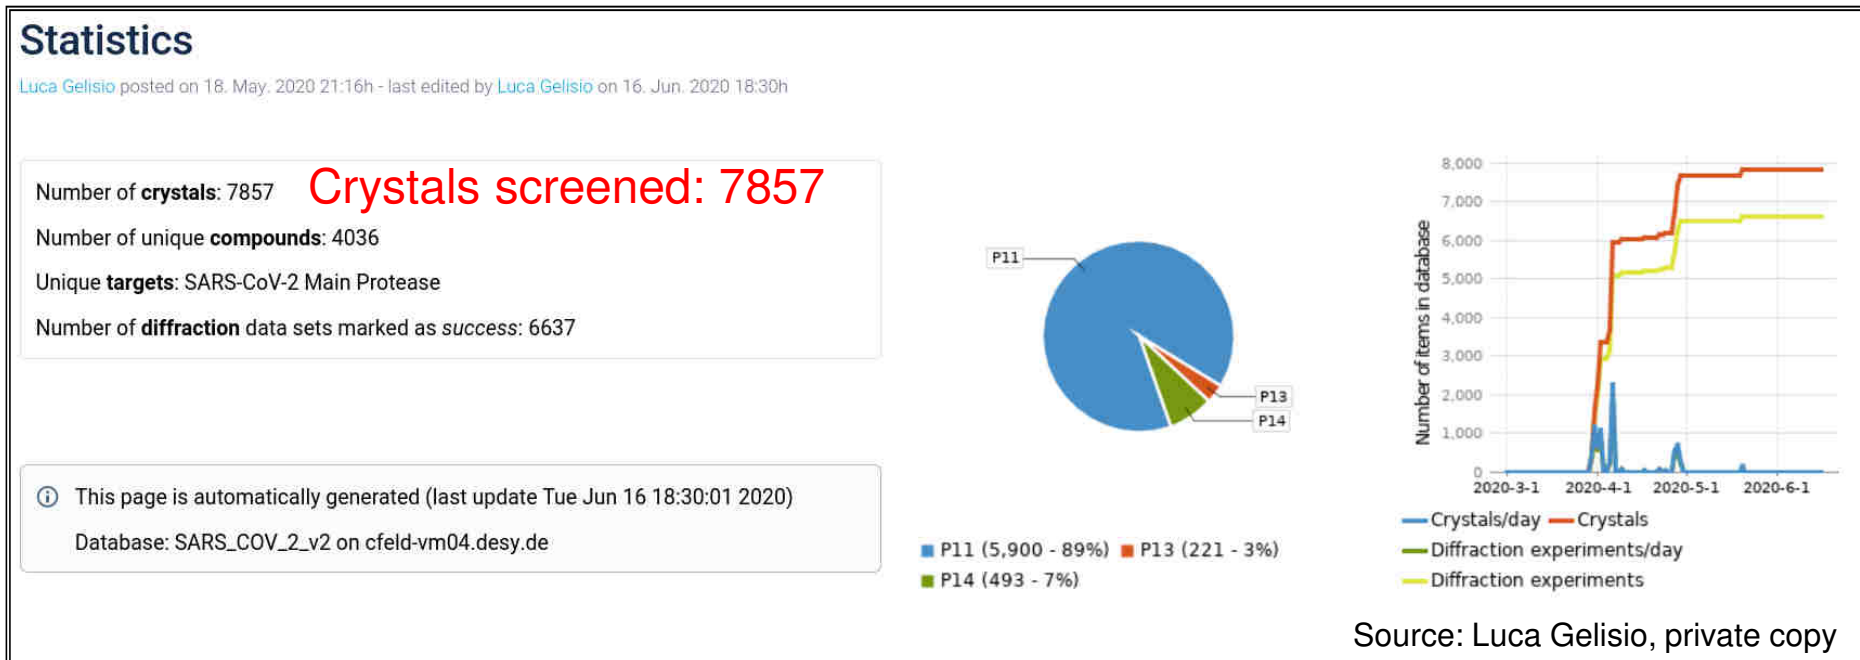 Statistics
Luca Gelisio posted on 18. May. 2020 21:16h - last edited by Luca Gelisio on 16. Jun. 2020 18:30h
Number of crystals: 7857
Crystals screened: 7857
Number of unique compounds: 4036
Unique targets: SARS-CoV-2 Main Protease
Number of diffraction data sets marked as success: 6637
This page is automatically generated (last update Tue Jun 16 18:30:01 2020)
Database: SARS_COV_2_v2 on cfeld-vm04.desy.de
P11
P13
P14
P11 (5,900 - 89%) P13 (221 - 3%)
P14 (493 - 7%)
Number of items in database
8,000
7,000
6,000
5,000
4,000
3,000
2,000
1,000
0
2020-3-1 2020-4-1 2020-5-1 2020-6-1
Crystals/day Crystals
Diffraction experiments/day
Diffraction experiments
Source: Luca Gelisio, private copy